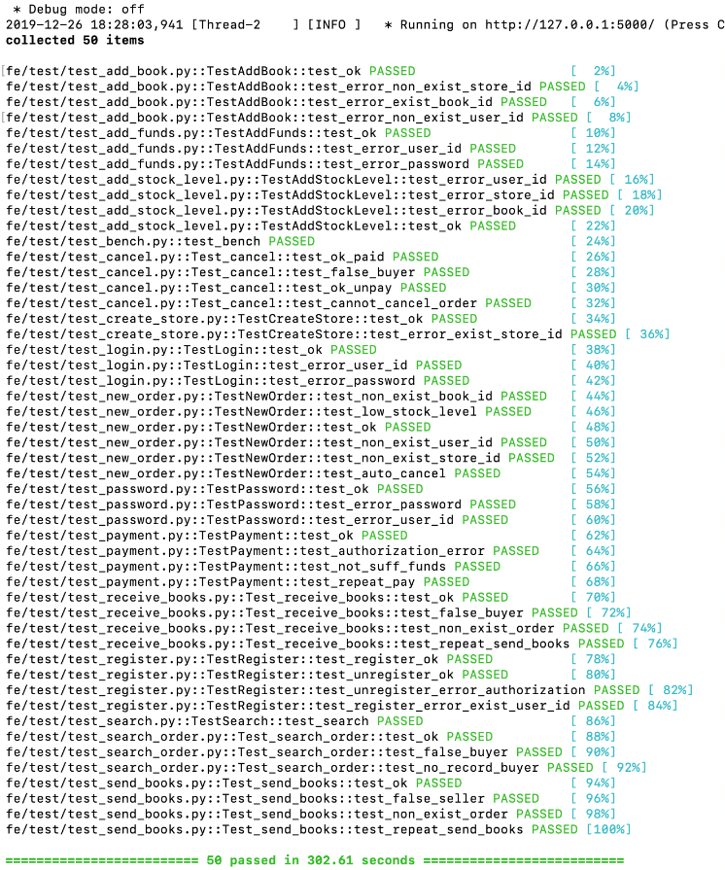 * Debug mode: off
2019-12-26 18:28:03,941 [Thread-2    ] [INFO ]   * Running on http://127.0.0.1:5000/ (Press C
collected 50 items
fe/test/test_add_book.py::TestAddBook::test_ok PASSED [  2%]
fe/test/test_add_book.py::TestAddBook::test_error_non_exist_store_id PASSED [  4%]
fe/test/test_add_book.py::TestAddBook::test_error_exist_book_id PASSED [  6%]
fe/test/test_add_book.py::TestAddBook::test_error_non_exist_user_id PASSED [  8%]
fe/test/test_add_funds.py::TestAddFunds::test_ok PASSED [ 10%]
fe/test/test_add_funds.py::TestAddFunds::test_error_user_id PASSED [ 12%]
fe/test/test_add_funds.py::TestAddFunds::test_error_password PASSED [ 14%]
fe/test/test_add_stock_level.py::TestAddStockLevel::test_error_user_id PASSED [ 16%]
fe/test/test_add_stock_level.py::TestAddStockLevel::test_error_store_id PASSED [ 18%]
fe/test/test_add_stock_level.py::TestAddStockLevel::test_error_book_id PASSED [ 20%]
fe/test/test_add_stock_level.py::TestAddStockLevel::test_ok PASSED [ 22%]
fe/test/test_bench.py::test_bench PASSED [ 24%]
fe/test/test_cancel.py::Test_cancel::test_ok_paid PASSED [ 26%]
fe/test/test_cancel.py::Test_cancel::test_false_buyer PASSED [ 28%]
fe/test/test_cancel.py::Test_cancel::test_ok_unpay PASSED [ 30%]
fe/test/test_cancel.py::Test_cancel::test_cannot_cancel_order PASSED [ 32%]
fe/test/test_create_store.py::TestCreateStore::test_ok PASSED [ 34%]
fe/test/test_create_store.py::TestCreateStore::test_error_exist_store_id PASSED [ 36%]
fe/test/test_login.py::TestLogin::test_ok PASSED [ 38%]
fe/test/test_login.py::TestLogin::test_error_user_id PASSED [ 40%]
fe/test/test_login.py::TestLogin::test_error_password PASSED [ 42%]
fe/test/test_new_order.py::TestNewOrder::test_non_exist_book_id PASSED [ 44%]
fe/test/test_new_order.py::TestNewOrder::test_low_stock_level PASSED [ 46%]
fe/test/test_new_order.py::TestNewOrder::test_ok PASSED [ 48%]
fe/test/test_new_order.py::TestNewOrder::test_non_exist_user_id PASSED [ 50%]
fe/test/test_new_order.py::TestNewOrder::test_non_exist_store_id PASSED [ 52%]
fe/test/test_new_order.py::TestNewOrder::test_auto_cancel PASSED [ 54%]
fe/test/test_password.py::TestPassword::test_ok PASSED [ 56%]
fe/test/test_password.py::TestPassword::test_error_password PASSED [ 58%]
fe/test/test_password.py::TestPassword::test_error_user_id PASSED [ 60%]
fe/test/test_payment.py::TestPayment::test_ok PASSED [ 62%]
fe/test/test_payment.py::TestPayment::test_authorization_error PASSED [ 64%]
fe/test/test_payment.py::TestPayment::test_not_suff_funds PASSED [ 66%]
fe/test/test_payment.py::TestPayment::test_repeat_pay PASSED [ 68%]
fe/test/test_receive_books.py::Test_receive_books::test_ok PASSED [ 70%]
fe/test/test_receive_books.py::Test_receive_books::test_false_buyer PASSED [ 72%]
fe/test/test_receive_books.py::Test_receive_books::test_non_exist_order PASSED [ 74%]
fe/test/test_receive_books.py::Test_receive_books::test_repeat_send_books PASSED [ 76%]
fe/test/test_register.py::TestRegister::test_register_ok PASSED [ 78%]
fe/test/test_register.py::TestRegister::test_unregister_ok PASSED [ 80%]
fe/test/test_register.py::TestRegister::test_unregister_error_authorization PASSED [ 82%]
fe/test/test_register.py::TestRegister::test_register_error_exist_user_id PASSED [ 84%]
fe/test/test_search.py::TestSearch::test_search PASSED [ 86%]
fe/test/test_search_order.py::Test_search_order::test_ok PASSED [ 88%]
fe/test/test_search_order.py::Test_search_order::test_false_buyer PASSED [ 90%]
fe/test/test_search_order.py::Test_search_order::test_no_record_buyer PASSED [ 92%]
fe/test/test_send_books.py::Test_send_books::test_ok PASSED [ 94%]
fe/test/test_send_books.py::Test_send_books::test_false_seller PASSED [ 96%]
fe/test/test_send_books.py::Test_send_books::test_non_exist_order PASSED [ 98%]
fe/test/test_send_books.py::Test_send_books::test_repeat_send_books PASSED [100%]
========================= 50 passed in 302.61 seconds ==========================